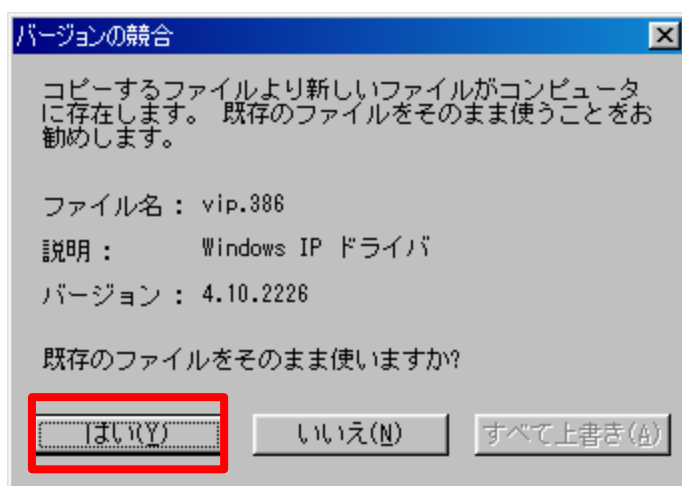 バージョンの競合
コピーするファイルより新しいファイルがコンピュータ
に存在します。 既存のファイルをそのまま使うことをお
勧めします。
ファイル名： vip.386
説明： Windows IP ドライバ
バージョン： 4.10.2226
既存のファイルをそのまま使いますか?
はい(Y) いいえ(N) すべて上書き(A)